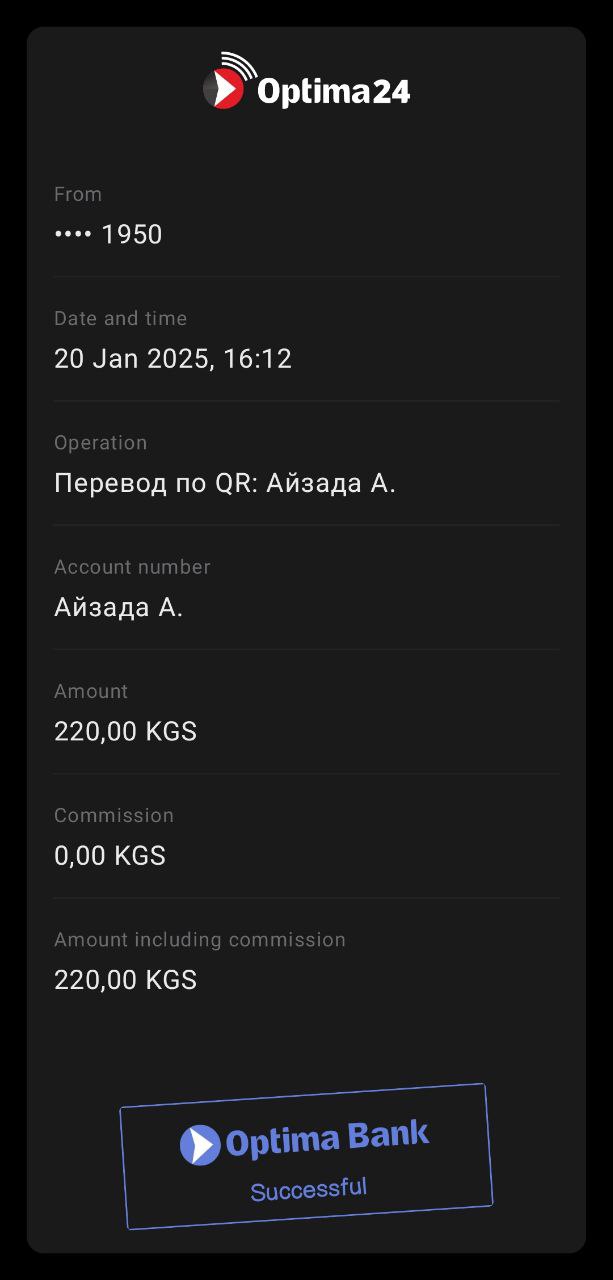 Optima24
From
•••• 1950
Date and time
20 Jan 2025, 16:12
Operation
Перевод по QR: Айзада А.
Account number
Айзада А.
Amount
220,00 KGS
Commission
0,00 KGS
Amount including commission
220,00 KGS
Optima Bank
Successful